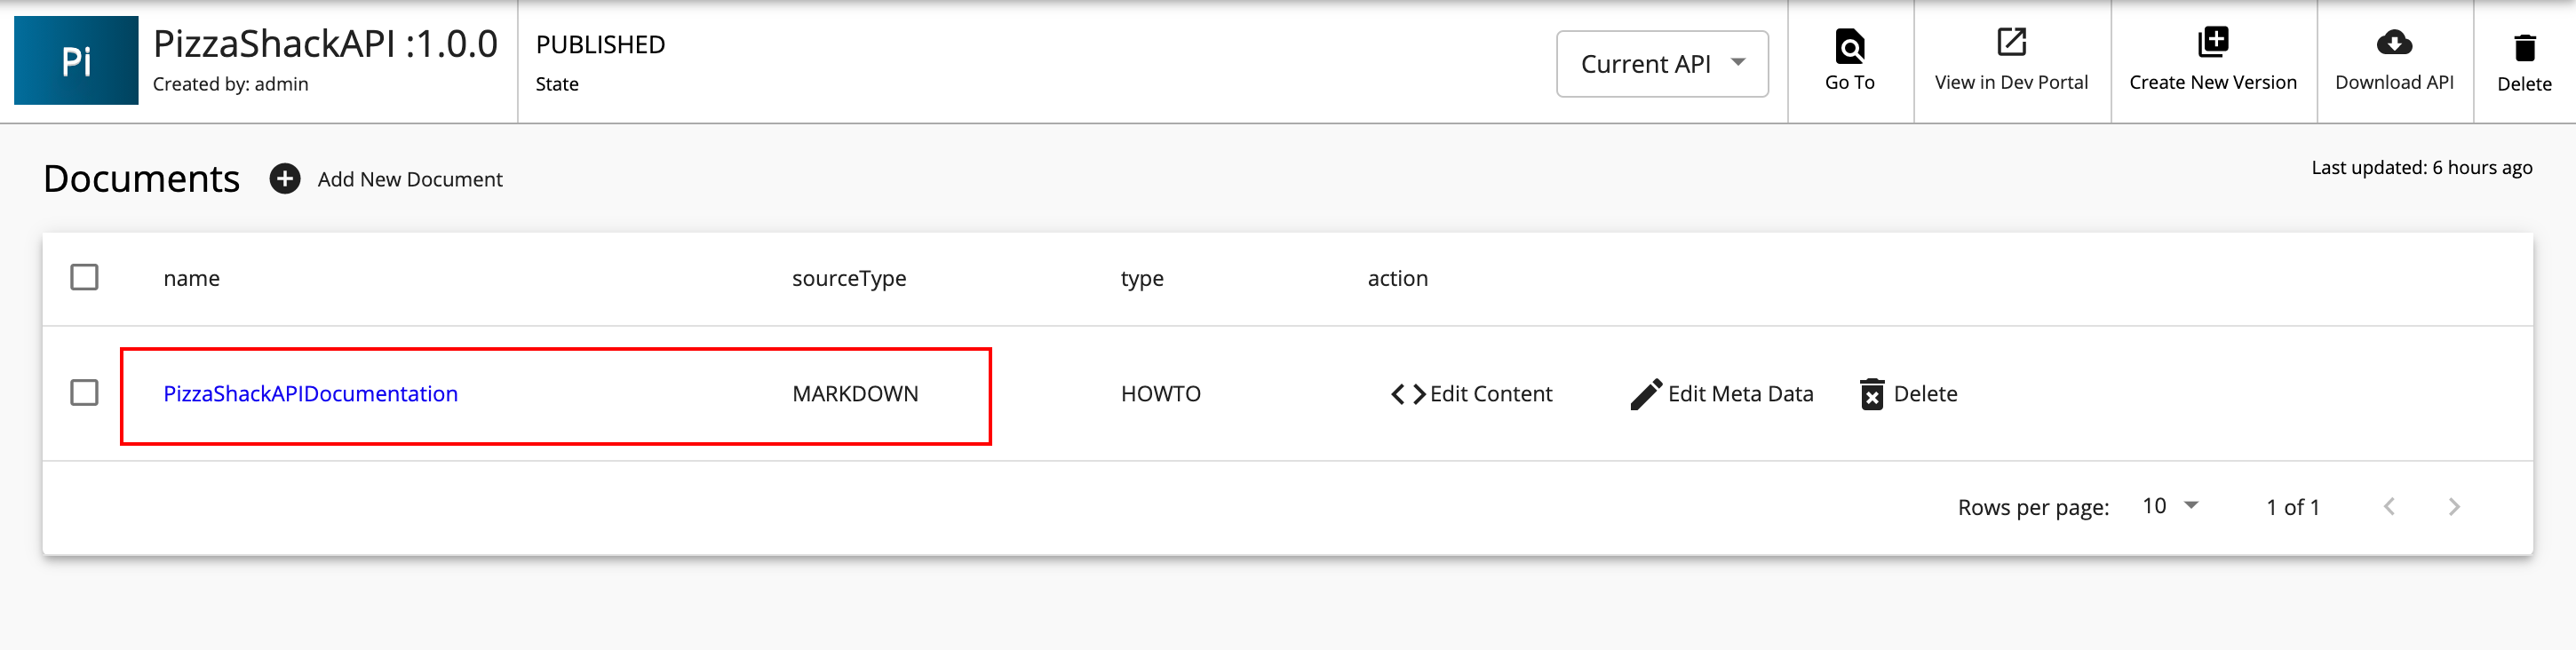 Pi
PizzaShackAPI :1.0.0
Created by: admin
PUBLISHED
State
Current API
Go To
View in Dev Portal
Create New Version
Download API
Delete
Documents
Add New Document
Last updated: 6 hours ago
name sourceType type action
PizzaShackAPIDocumentation MARKDOWN HOWTO Edit Content Edit Meta Data Delete
Rows per page: 10 1 of 1